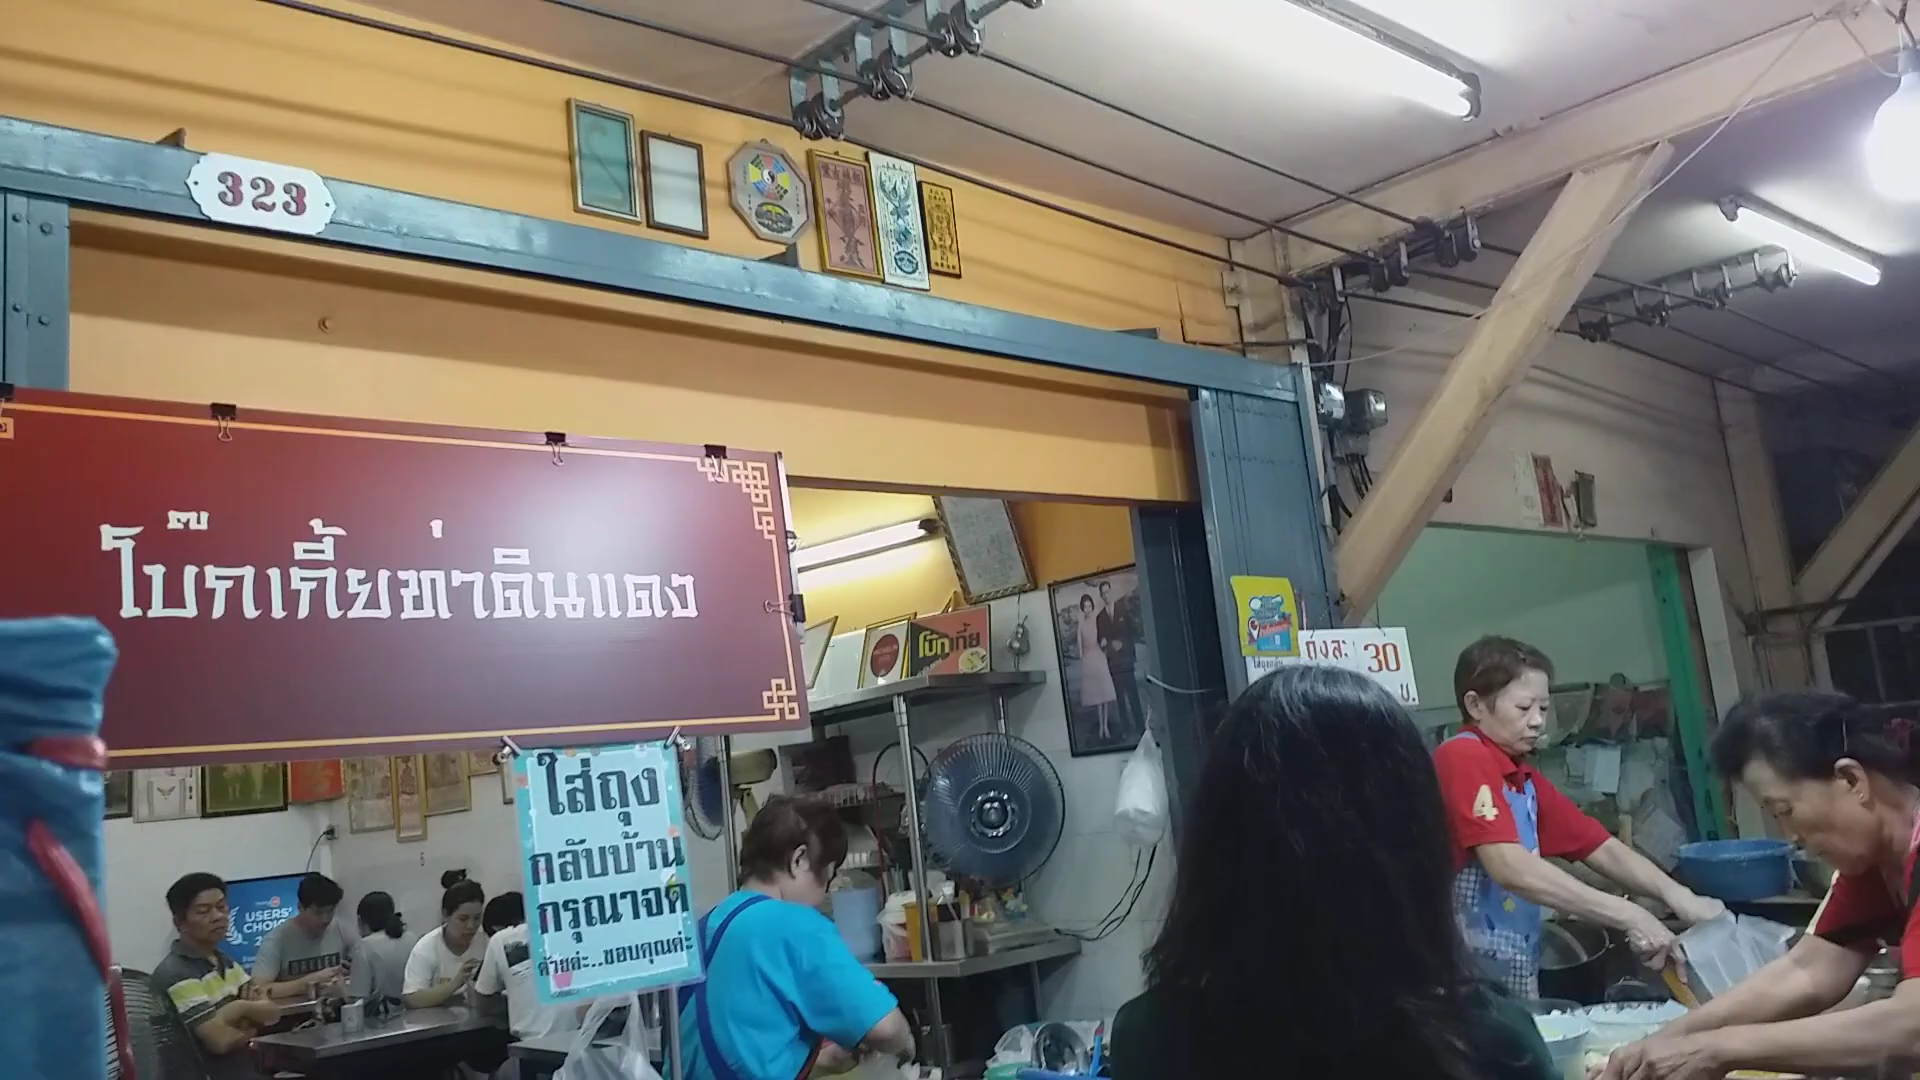 323
โบ๊กเกี้ยท่าดินแดง
โบ๊กเกี้ย
ถุงละ 30 บ.
ใส่ถุง
กลับบ้าน
กรุณาจด
ด้วยค่ะ...ขอบคุณค่ะ
USERS'
CHOICE
4